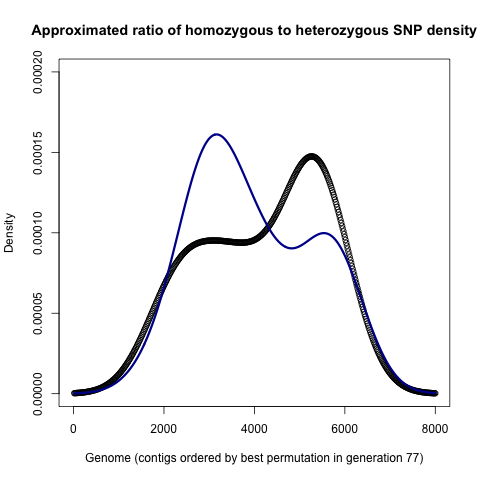 Approximated ratio of homozygous to heterozygous SNP density
0.00020
0.00015
0.00010
0.00005
0.00000
Density
0 2000 4000 6000 8000
Genome (contigs ordered by best permutation in generation 77)